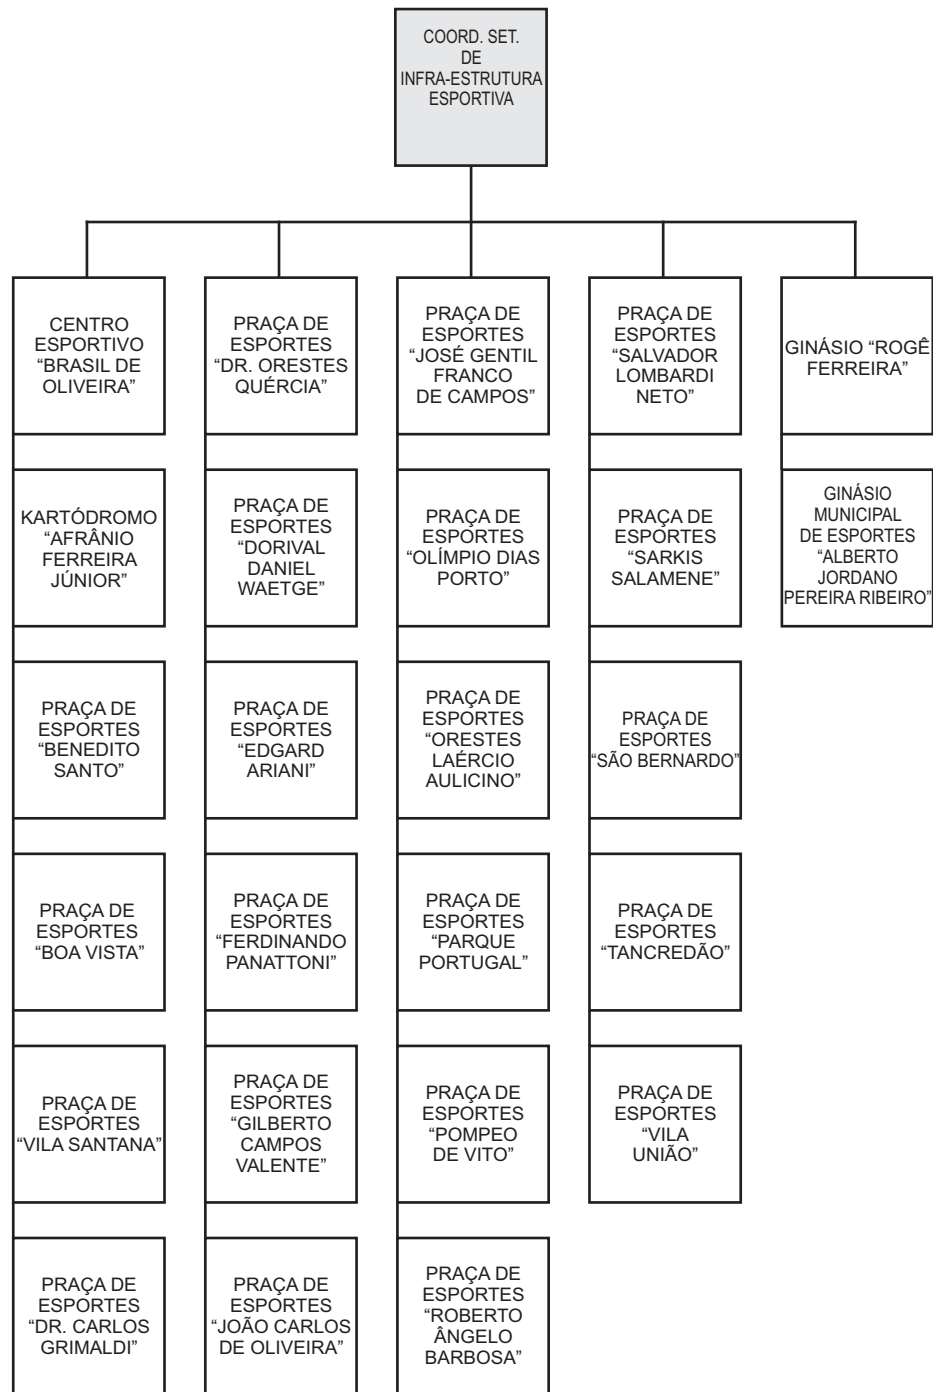 COORD. SET.
DE
INFRA-ESTRUTURA
ESPORTIVA
CENTRO
ESPORTIVO
“BRASIL DE
OLIVEIRA”
PRAÇA DE
ESPORTES
“DR. ORESTES
QUÉRCIA”
PRAÇA DE
ESPORTES
“JOSÉ GENTIL
FRANCO
DE CAMPOS”
PRAÇA DE
ESPORTES
“SALVADOR
LOMBARDI
NETO”
GINÁSIO “ROGÊ
FERREIRA”
KARTÓDROMO
“AFRÂNIO
FERREIRA
JÚNIOR”
PRAÇA DE
ESPORTES
“DORIVAL
DANIEL
WAETGE”
PRAÇA DE
ESPORTES
“OLÍMPIO DIAS
PORTO”
PRAÇA DE
ESPORTES
“SARKIS
SALAMENE”
GINÁSIO
MUNICIPAL
DE ESPORTES
“ALBERTO
JORDANO
PEREIRA RIBEIRO”
PRAÇA DE
ESPORTES
“BENEDITO
SANTO”
PRAÇA DE
ESPORTES
“EDGARD
ARIANI”
PRAÇA DE
ESPORTES
“ORESTES
LAÉRCIO
AULICINO”
PRAÇA DE
ESPORTES
“SÃO BERNARDO”
PRAÇA DE
ESPORTES
“BOA VISTA”
PRAÇA DE
ESPORTES
“FERDINANDO
PANATTONI”
PRAÇA DE
ESPORTES
“PARQUE
PORTUGAL”
PRAÇA DE
ESPORTES
“TANCREDÃO”
PRAÇA DE
ESPORTES
“VILA SANTANA”
PRAÇA DE
ESPORTES
“GILBERTO
CAMPOS
VALENTE”
PRAÇA DE
ESPORTES
“POMPEO
DE VITO”
PRAÇA DE
ESPORTES
“VILA
UNIÃO”
PRAÇA DE
ESPORTES
“DR. CARLOS
GRIMALDI”
PRAÇA DE
ESPORTES
“JOÃO CARLOS
DE OLIVEIRA”
PRAÇA DE
ESPORTES
“ROBERTO
ÂNGELO
BARBOSA”